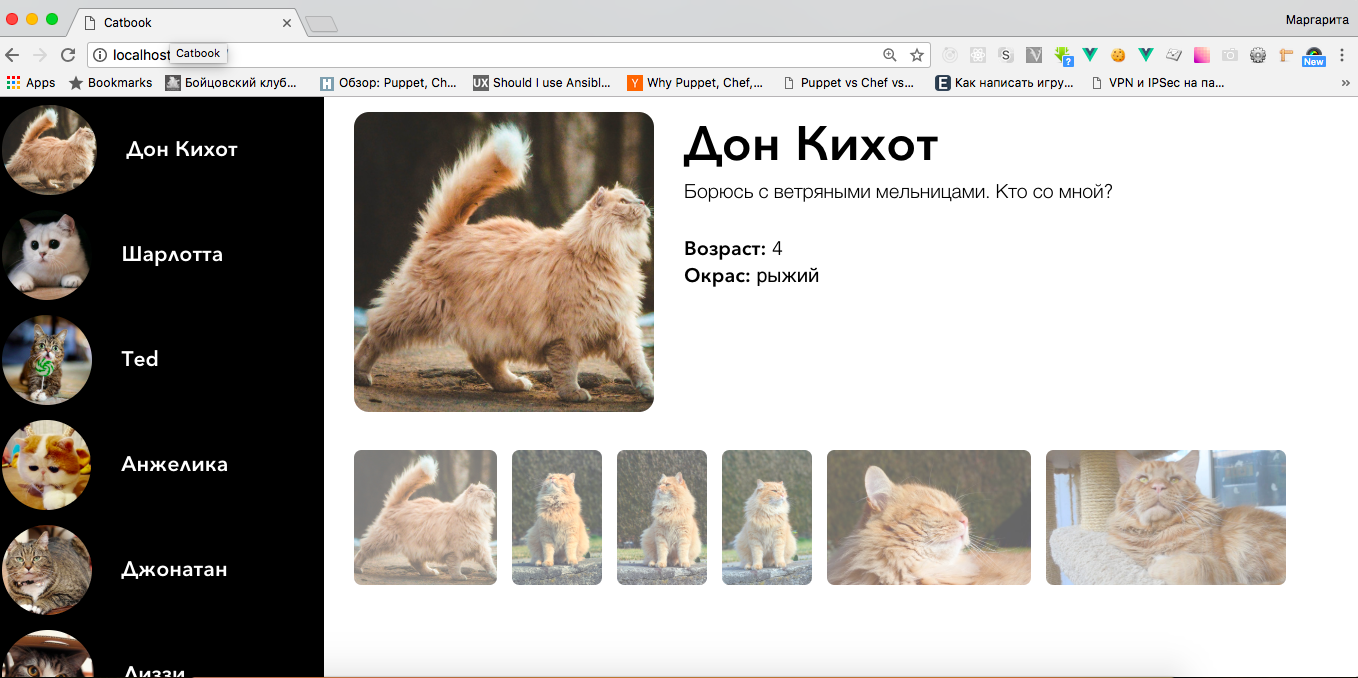 Catbook
Маргарита
localhost
Catbook
Apps
Bookmarks
Бойцовский клуб...
H Обзор: Puppet, Ch...
UX Should I use Ansibl...
Y Why Puppet, Chef,...
Puppet vs Chef vs...
E Как написать игру...
VPN и IPSec на па...
»
S
V
?
New
Дон Кихот
Шарлотта
Ted
Анжелика
Джонатан
Лиззи
Дон Кихот
Борюсь с ветряными мельницами. Кто со мной?
Возраст: 4
Окрас: рыжий